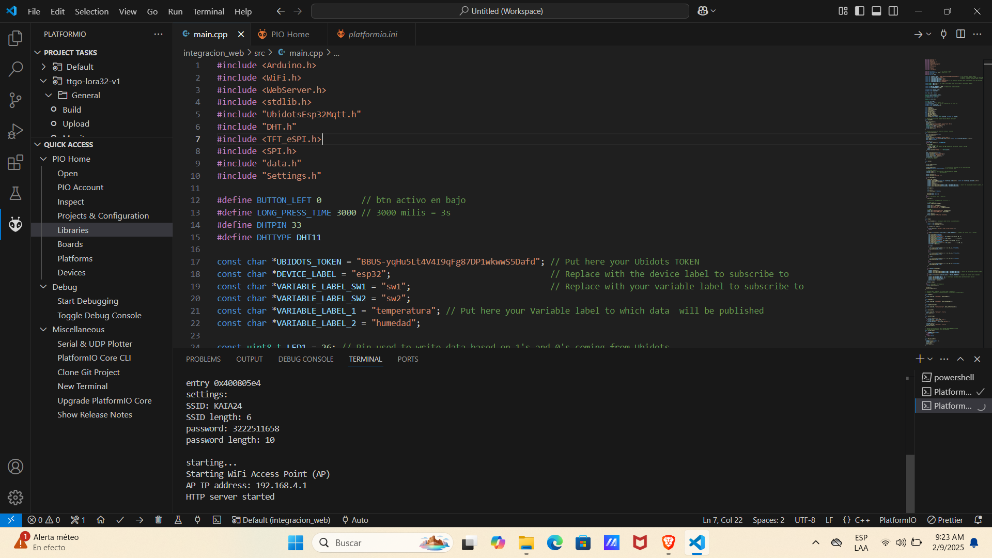 File Edit Selection View Go Run Terminal Help
Untitled (Workspace)
PLATFORMIO
PROJECT TASKS
Default
ttgo-lora32-v1
General
Build
Upload
QUICK ACCESS
PIO Home
Open
PIO Account
Inspect
Projects & Configuration
Libraries
Boards
Platforms
Devices
Debug
Start Debugging
Toggle Debug Console
Miscellaneous
Serial & UDP Plotter
PlatformIO Core CLI
Clone Git Project
New Terminal
Upgrade PlatformIO Core
Show Release Notes
main.cpp
PIO Home
platformio.ini
integracion_web > src > main.cpp > ...
1 #include <Arduino.h>
2 #include <WiFi.h>
3 #include <WebServer.h>
4 #include <stdlib.h>
5 #include "UbidotsEsp32Mqtt.h"
6 #include "DHT.h"
7 #include <TFT_eSPI.h>
8 #include <SPI.h>
9 #include "data.h"
10 #include "Settings.h"
11
12 #define BUTTON_LEFT 0 // btn activo en bajo
13 #define LONG_PRESS_TIME 3000 // 3000 milis = 3s
14 #define DHTPIN 33
15 #define DHTTYPE DHT11
16
17 const char *UBIDOTS_TOKEN = "BBUS-yqHu5Lt4V4I9qFg87DP1wkwwS5Dafd"; // Put here your Ubidots TOKEN
18 const char *DEVICE_LABEL = "esp32"; // Replace with the device label to subscribe to
19 const char *VARIABLE_LABEL_SW1 = "sw1"; // Replace with your variable label to subscribe to
20 const char *VARIABLE_LABEL_SW2 = "sw2";
21 const char *VARIABLE_LABEL_1 = "temperatura"; // Put here your Variable label to which data will be published
22 const char *VARIABLE_LABEL_2 = "humedad";
23
const uint8_t LED1 = 26; // Pin used to write data based on 1's and 0's coming from Ubidots
PROBLEMS OUTPUT DEBUG CONSOLE TERMINAL PORTS
entry 0x400805e4
settings:
SSID: KAIA24
SSID length: 6
password: 3222511658
password length: 10
starting...
Starting WiFi Access Point (AP)
AP IP address: 192.168.4.1
HTTP server started
powershell
Platform...
Platform...
0 0 1 Default (integracion_web) Auto Ln 7, Col 22 Spaces: 2 UTF-8 LF {} C++ PlatformIO Prettier
1
Alerta méteo
En efecto
Buscar
ESP
LAA
9:23 AM
2/9/2025